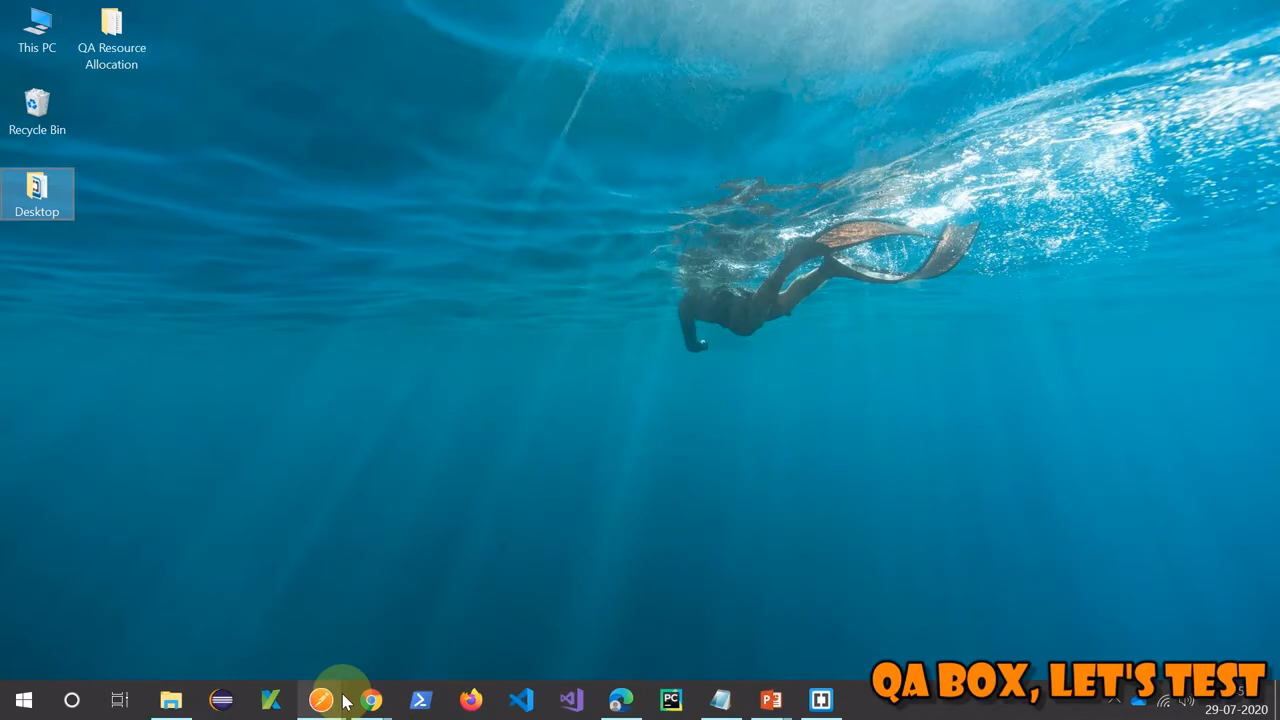 This PC
QA Resource
Allocation
Recycle Bin
Desktop
QA BOX, LET'S TEST
29-07-2020